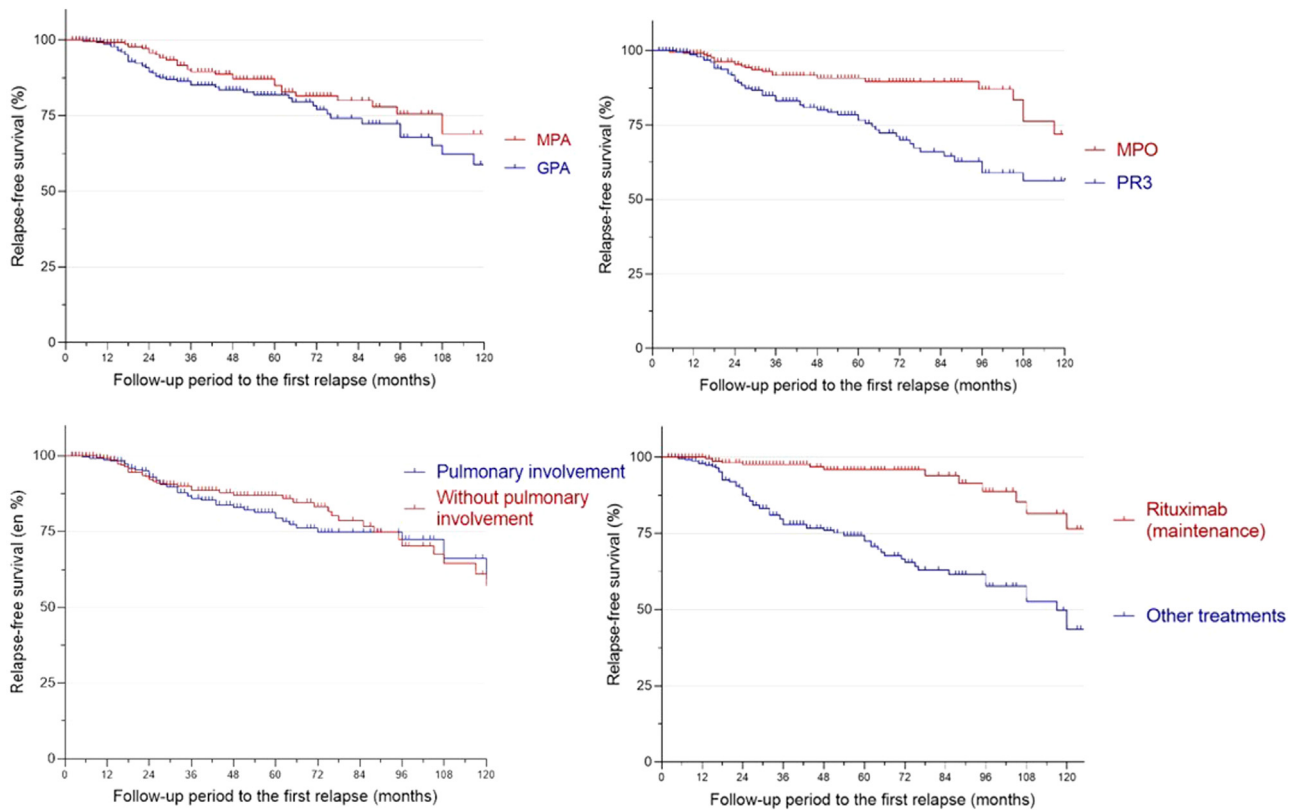 100
75
50
25
0
Relapse-free survival (%)
MPA
GPA
0 12 24 36 48 60 72 84 96 108 120
Follow-up period to the first relapse (months)
100
75
50
25
0
Relapse-free survival (%)
MPO
PR3
0 12 24 36 48 60 72 84 96 108 120
Follow-up period to the first relapse (months)
100
75
50
25
0
Relapse-free survival (en %)
Pulmonary involvement
Without pulmonary
involvement
0 12 24 36 48 60 72 84 96 108 120
Follow-up period to the first relapse (months)
100
75
50
25
0
Relapse-free survival (%)
Rituximab
(maintenance)
Other treatments
0 12 24 36 48 60 72 84 96 108 120
Follow-up period to the first relapse (months)